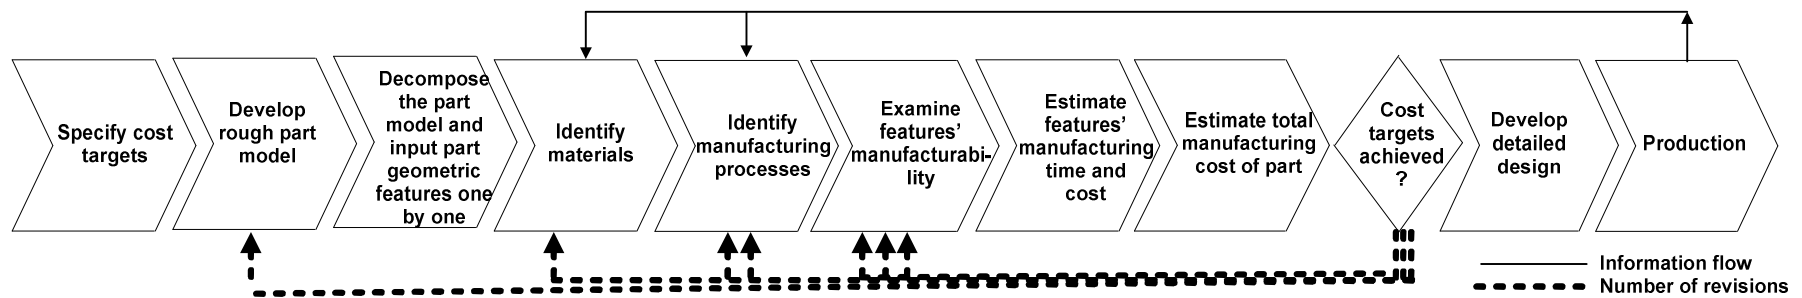 Specify cost
targets
Develop
rough part
model
Decompose
the part
model and
input part
geometric
features one
by one
Identify
materials
Identify
manufacturing
processes
Examine
features'
manufacturabi-
lity
Estimate
features'
manufacturing
time and
cost
Estimate total
manufacturing
cost of part
Cost
targets
achieved
?
Develop
detailed
design
Production
Information flow
Number of revisions